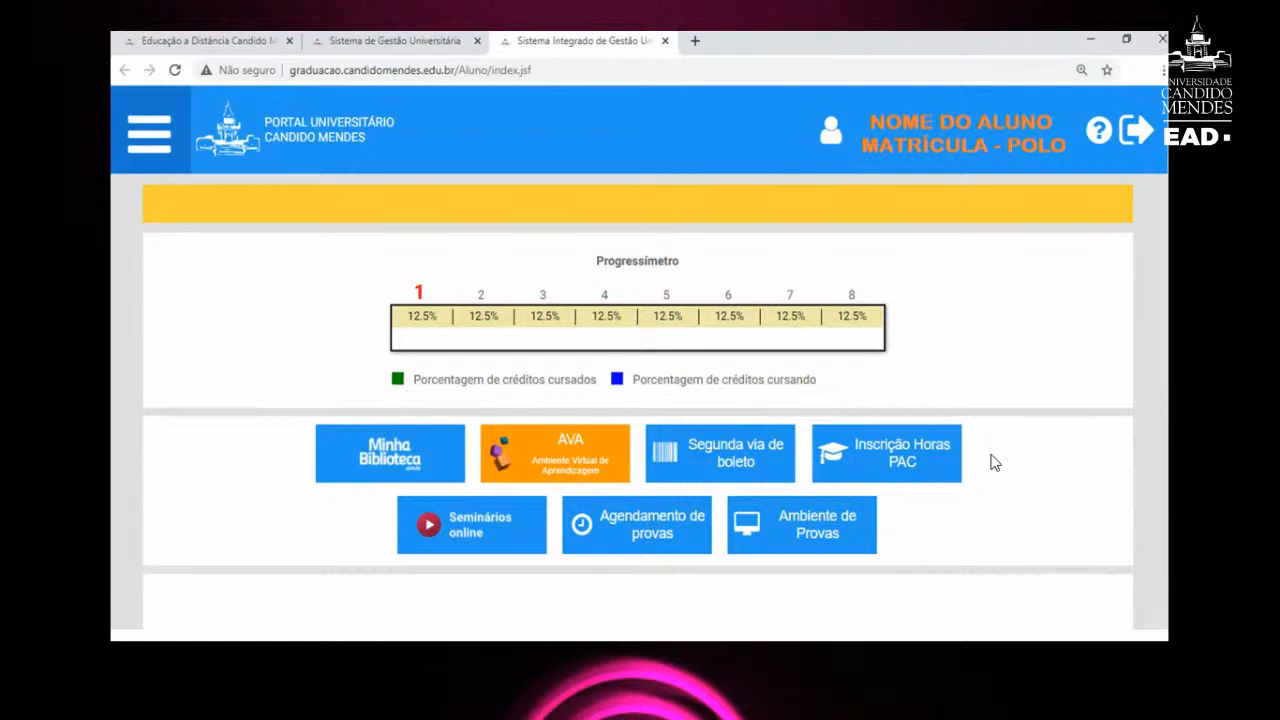 Educação a Distância Candido M
Sistema de Gestão Universitária
Sistema Integrado de Gestão Un
Não seguro
graduacao.candidomendes.edu.br/Aluno/index.jsf
UNIVERSIDADE
CANDIDO
MENDES
EAD
PORTAL UNIVERSITÁRIO
CANDIDO MENDES
NOME DO ALUNO
MATRÍCULA - POLO
?
Progressímetro
1 2 3 4 5 6 7 8
12.5% 12.5% 12.5% 12.5% 12.5% 12.5% 12.5% 12.5%
Porcentagem de créditos cursados
Porcentagem de créditos cursando
Minha
Biblioteca
AVA
Ambiente Virtual de
Aprendizagem
Segunda via de
boleto
Inscrição Horas
PAC
Seminários
online
Agendamento de
provas
Ambiente de
Provas